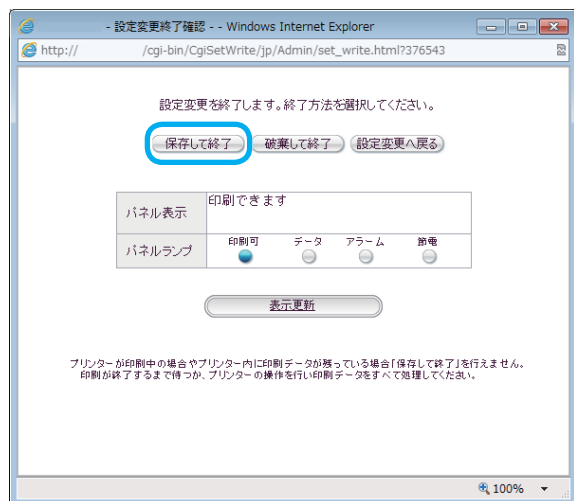 - 設定変更終了確認 - - Windows Internet Explorer
http:// /cgi-bin/CgiSetWrite/jp/Admin/set_write.html?376543
設定変更を終了します。終了方法を選択してください。
保存して終了 破棄して終了 設定変更へ戻る
パネル表示 印刷できます
パネルランプ 印刷可 データ アラーム 節電
表示更新
プリンターが印刷中の場合やプリンター内に印刷データが残っている場合「保存して終了」を行えません。
印刷が終了するまで待つか、プリンターの操作を行い印刷データをすべて処理してください。
100%